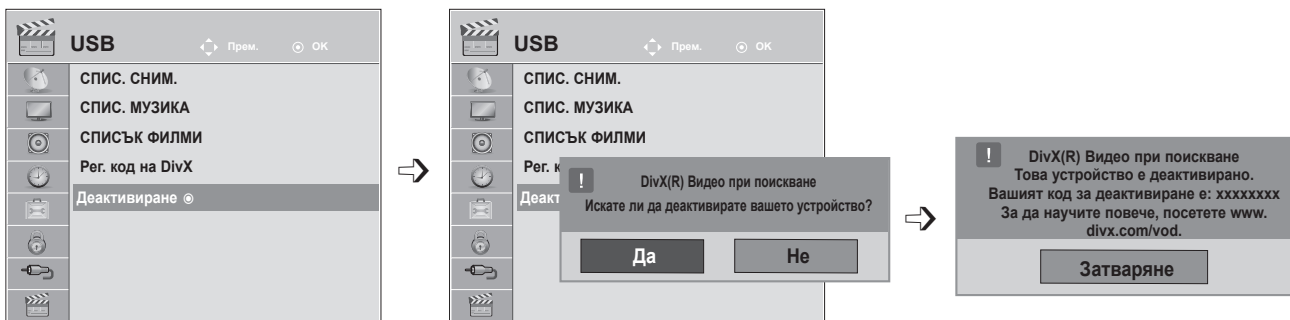 USB Прем. OK
СПИС. СНИМ.
СПИС. МУЗИКА
СПИСЪК ФИЛМИ
Рег. код на DivX
Деактивиране
USB Прем. OK
СПИС. СНИМ.
СПИС. МУЗИКА
СПИСЪК ФИЛМИ
Рег. к
Деакт
! DivX(R) Видео при поискване
Искате ли да деактивирате вашето устройство?
Да Не
! DivX(R) Видео при поискване
Това устройство е деактивирано.
Вашият код за деактивиране е: xxxxxxxx
За да научите повече, посетете www.
divx.com/vod.
Затваряне